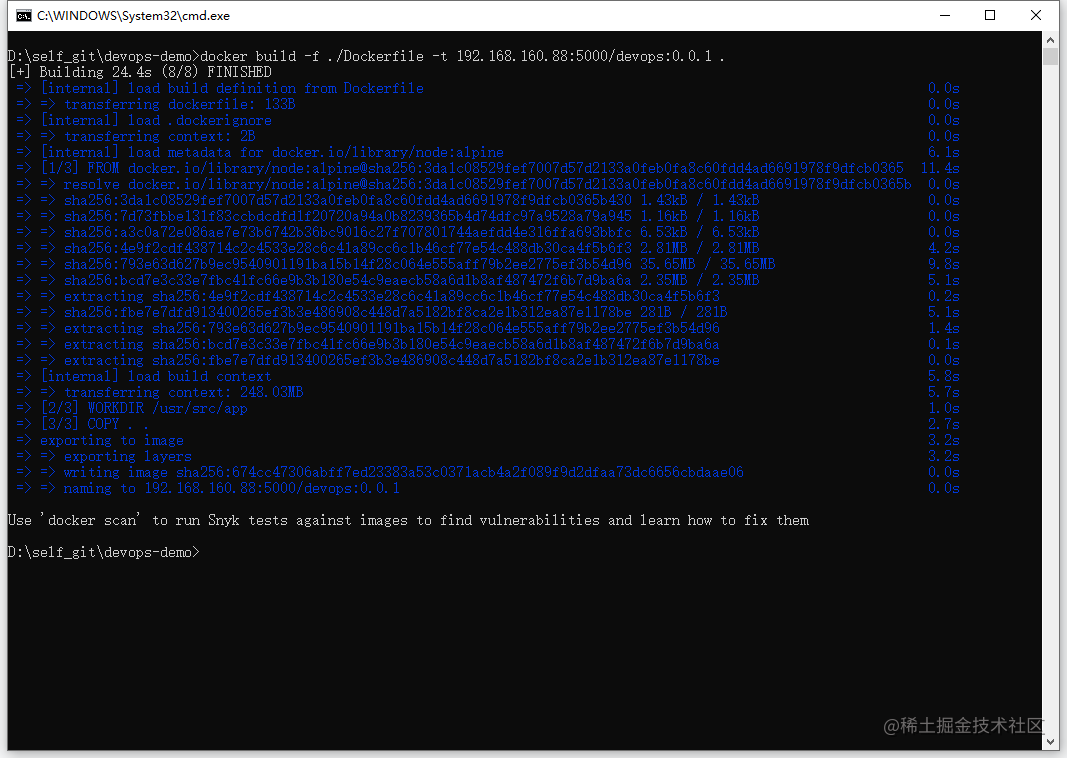 C:\WINDOWS\System32\cmd.exe
D:\self_git\devops-demo>docker build -f ./Dockerfile -t 192.168.160.88:5000/devops:0.0.1 .
[+] Building 24.4s (8/8) FINISHED
=> [internal] load build definition from Dockerfile 0.0s
=> => transferring dockerfile: 133B 0.0s
=> [internal] load .dockerignore 0.0s
=> => transferring context: 2B 0.0s
=> [internal] load metadata for docker.io/library/node:alpine 6.1s
=> [1/3] FROM docker.io/library/node:alpine@sha256:3da1c08529fef7007d57d2133a0feb0fa8c60fdd4ad6691978f9dfcb0365 11.4s
=> => resolve docker.io/library/node:alpine@sha256:3da1c08529fef7007d57d2133a0feb0fa8c60fdd4ad6691978f9dfcb0365b 0.0s
=> => sha256:3da1c08529fef7007d57d2133a0feb0fa8c60fdd4ad6691978f9dfcb0365b430 1.43kB / 1.43kB 0.0s
=> => sha256:7d73fbbe131f83ccbdcdfd1f20720a94a0b8239365b4d74dfc97a9528a79a945 1.16kB / 1.16kB 0.0s
=> => sha256:a3c0a72e086ae7e73b6742b36bc9016c27f707801744aefdd4e316ffa693bbfc 6.53kB / 6.53kB 0.0s
=> => sha256:4e9f2cdf438714c2c4533e28c6c41a89cc6c1b46cf77e54c488db30ca4f5b6f3 2.81MB / 2.81MB 4.2s
=> => sha256:793e63d627b9ec9540901191ba15b14f28c064e555aff79b2ee2775ef3b54d96 35.65MB / 35.65MB 9.8s
=> => sha256:bcd7e3c33e7fbc41fc66e9b3b180e54c9eaecb58a6d1b8af487472f6b7d9ba6a 2.35MB / 2.35MB 5.1s
=> => extracting sha256:4e9f2cdf438714c2c4533e28c6c41a89cc6c1b46cf77e54c488db30ca4f5b6f3 0.2s
=> => sha256:fbe7e7dfd913400265ef3b3e486908c448d7a5182bf8ca2e1b312ea87e1178be 281B / 281B 5.1s
=> => extracting sha256:793e63d627b9ec9540901191ba15b14f28c064e555aff79b2ee2775ef3b54d96 1.4s
=> => extracting sha256:bcd7e3c33e7fbc41fc66e9b3b180e54c9eaecb58a6d1b8af487472f6b7d9ba6a 0.1s
=> => extracting sha256:fbe7e7dfd913400265ef3b3e486908c448d7a5182bf8ca2e1b312ea87e1178be 0.0s
=> [internal] load build context 5.8s
=> => transferring context: 248.03MB 5.7s
=> [2/3] WORKDIR /usr/src/app 1.0s
=> [3/3] COPY . . 2.7s
=> exporting to image 3.2s
=> => exporting layers 3.2s
=> => writing image sha256:674cc47306abff7ed23383a53c0371acb4a2f089f9d2dfaa73dc6656cbdaae06 0.0s
=> => naming to 192.168.160.88:5000/devops:0.0.1 0.0s
Use 'docker scan' to run Snyk tests against images to find vulnerabilities and learn how to fix them
D:\self_git\devops-demo>
@稀土掘金技术社区